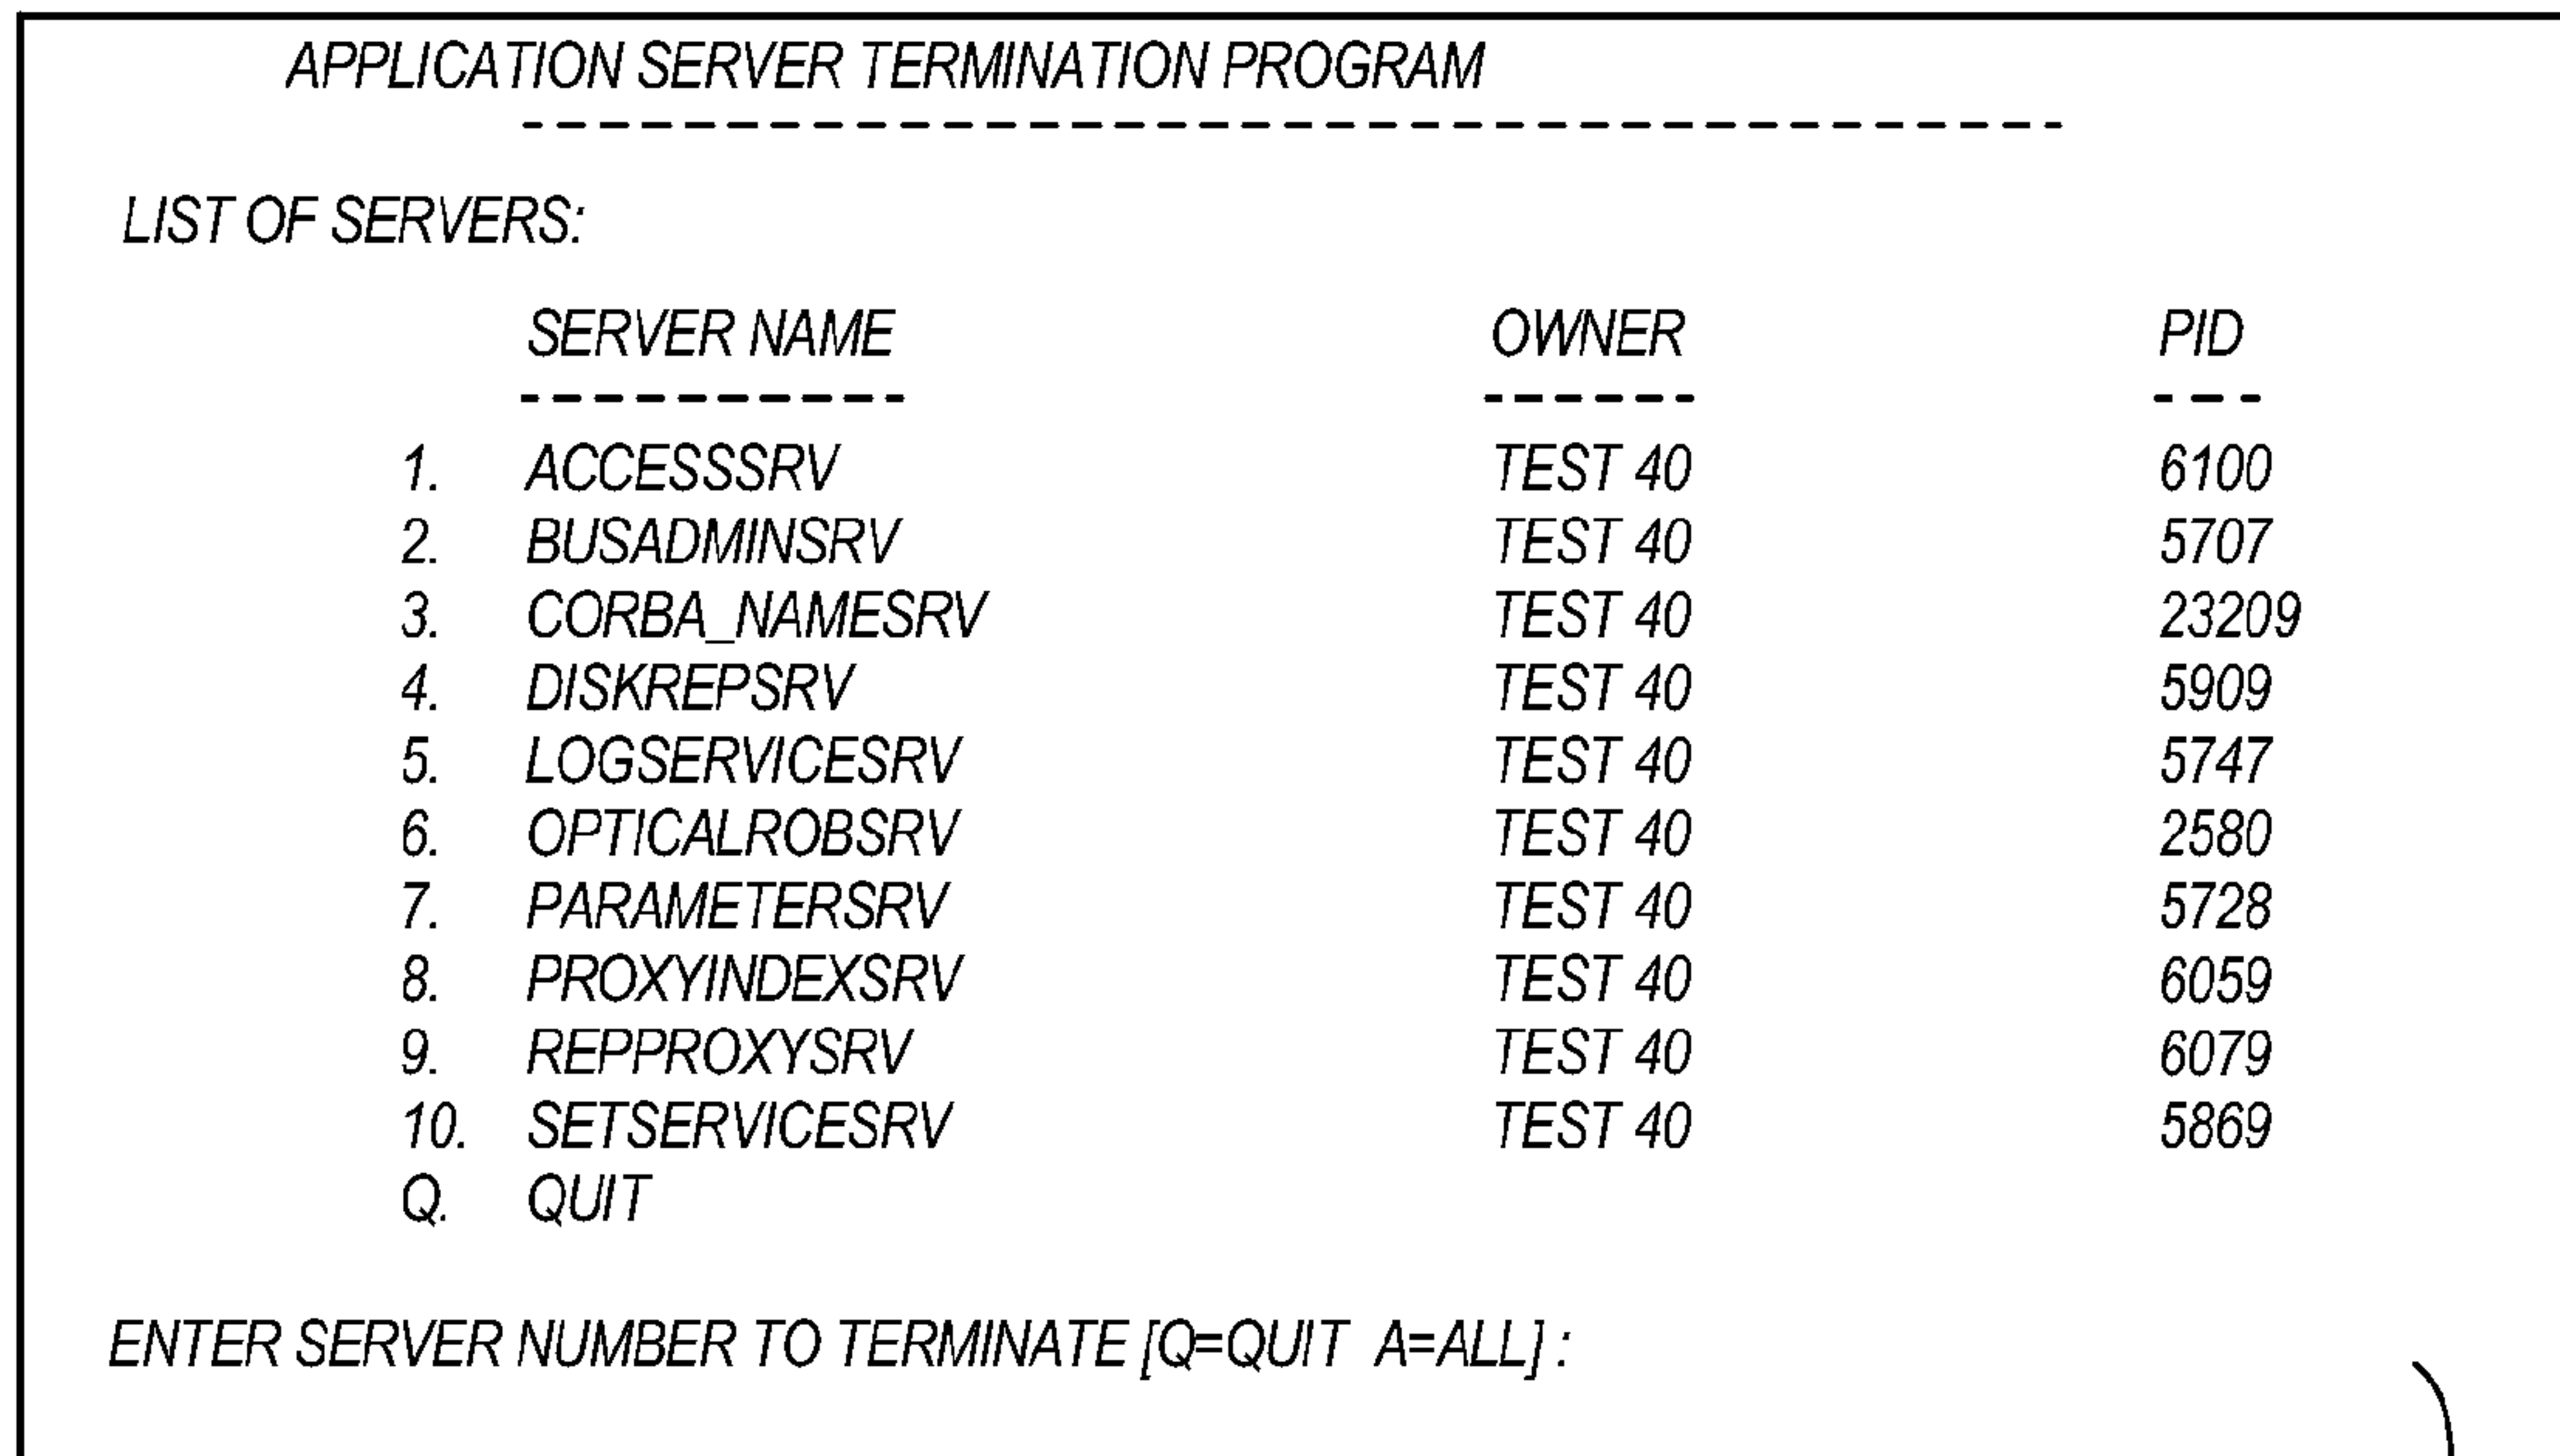 APPLICATION SERVER TERMINATION PROGRAM
- - - - - - - - - - - - - - - - - - - - - - - - - - - - - - - - - - - - -
LIST OF SERVERS:
SERVER NAME OWNER PID
- - - - - - - - - - - - - - - - - - -
1. ACCESSSRV TEST 40 6100
2. BUSADMINSRV TEST 40 5707
3. CORBA_NAMESRV TEST 40 23209
4. DISKREPSRV TEST 40 5909
5. LOGSERVICESRV TEST 40 5747
6. OPTICALROBSRV TEST 40 2580
7. PARAMETERSRV TEST 40 5728
8. PROXYINDEXSRV TEST 40 6059
9. REPPROXYSRV TEST 40 6079
10. SETSERVICESRV TEST 40 5869
Q. QUIT
ENTER SERVER NUMBER TO TERMINATE [Q=QUIT A=ALL] :